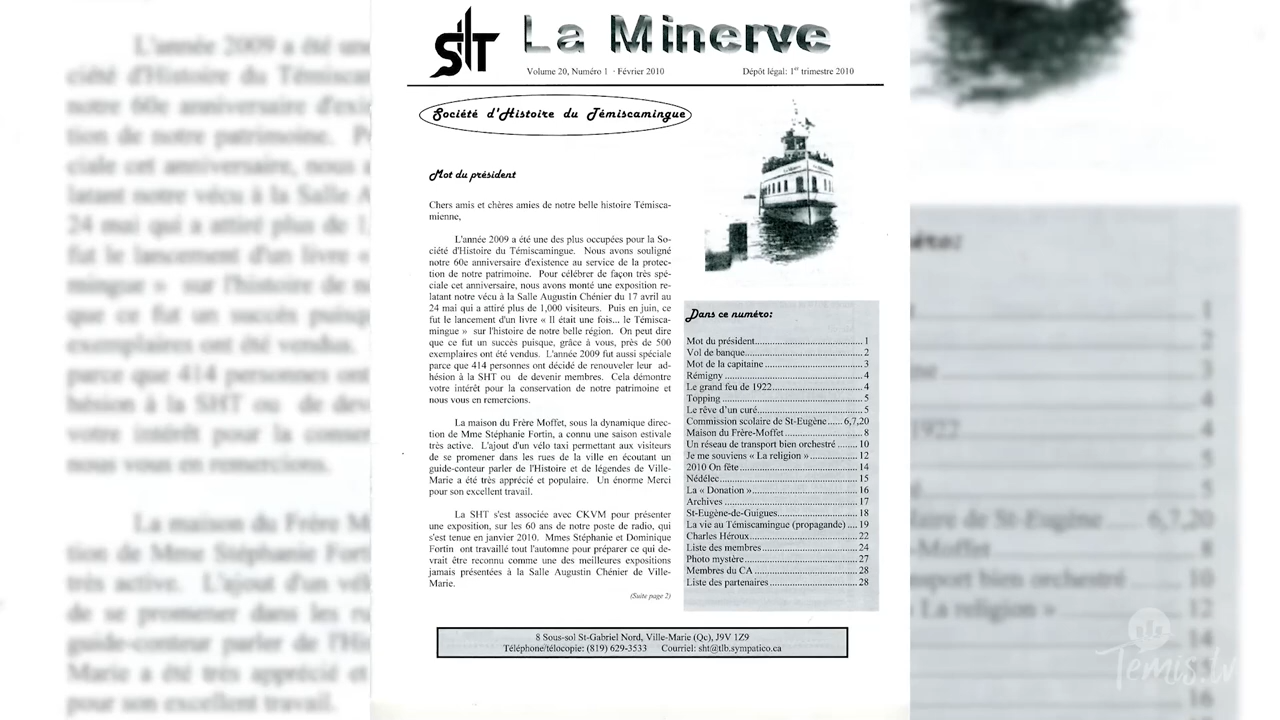 SHT
La Minerve
Volume 20, Numéro 1 · Février 2010
Dépôt légal: 1er trimestre 2010
Société d'Histoire du Témiscamingue
Mot du président
Chers amis et chères amies de notre belle histoire Témisca-
mienne,
L'année 2009 a été une des plus occupées pour la So-
ciété d'Histoire du Témiscamingue. Nous avons souligné
notre 60e anniversaire d'existence au service de la protec-
tion de notre patrimoine. Pour célébrer de façon très spé-
ciale cet anniversaire, nous avons monté une exposition re-
latant notre vécu à la Salle Augustin Chénier du 17 avril au
24 mai qui a attiré plus de 1,000 visiteurs. Puis en juin, ce
fut le lancement d'un livre « Il était une fois... le Témisca-
mingue » sur l'histoire de notre belle région. On peut dire
que ce fut un succès puisque, grâce à vous, près de 500
exemplaires ont été vendus. L'année 2009 fut aussi spéciale
parce que 414 personnes ont décidé de renouveler leur ad-
hésion à la SHT ou de devenir membres. Cela démontre
votre intérêt pour la conservation de notre patrimoine et
nous vous en remercions.
La maison du Frère Moffet, sous la dynamique direc-
tion de Mme Stéphanie Fortin, a connu une saison estivale
très active. L'ajout d'un vélo taxi permettant aux visiteurs
de se promener dans les rues de la ville en écoutant un
guide-conteur parler de l'Histoire et de légendes de Ville-
Marie a été très apprécié et populaire. Un énorme Merci
pour son excellent travail.
La SHT s'est associée avec CKVM pour présenter
une exposition, sur les 60 ans de notre poste de radio, qui
s'est tenue en janvier 2010. Mmes Stéphanie et Dominique
Fortin ont travaillé tout l'automne pour préparer ce qui de-
vrait être reconnu comme une des meilleures expositions
jamais présentées à la Salle Augustin Chénier de Ville-
Marie.
(Suite page 2)
Dans ce numéro:
Mot du président 1
Vol de banque 2
Mot de la capitaine 3
Rémigny 4
Le grand feu de 1922 4
Topping 5
Le rêve d'un curé 5
Commission scolaire de St-Eugène 6,7,20
Maison du Frère-Moffet 8
Un réseau de transport bien orchestré 10
Je me souviens « La religion » 12
2010 On fête 14
Nédélec 15
La « Donation » 16
Archives 17
St-Eugène-de-Guigues 18
La vie au Témiscamingue (propagande) 19
Charles Héroux 22
Liste des membres 24
Photo mystère 27
Membres du CA 28
Liste des partenaires 28
8 Sous-sol St-Gabriel Nord, Ville-Marie (Qc), J9V 1Z9
Téléphone/télocopie: (819) 629-3533 Courriel: sht@tlb.sympatico.ca
Temis.tv